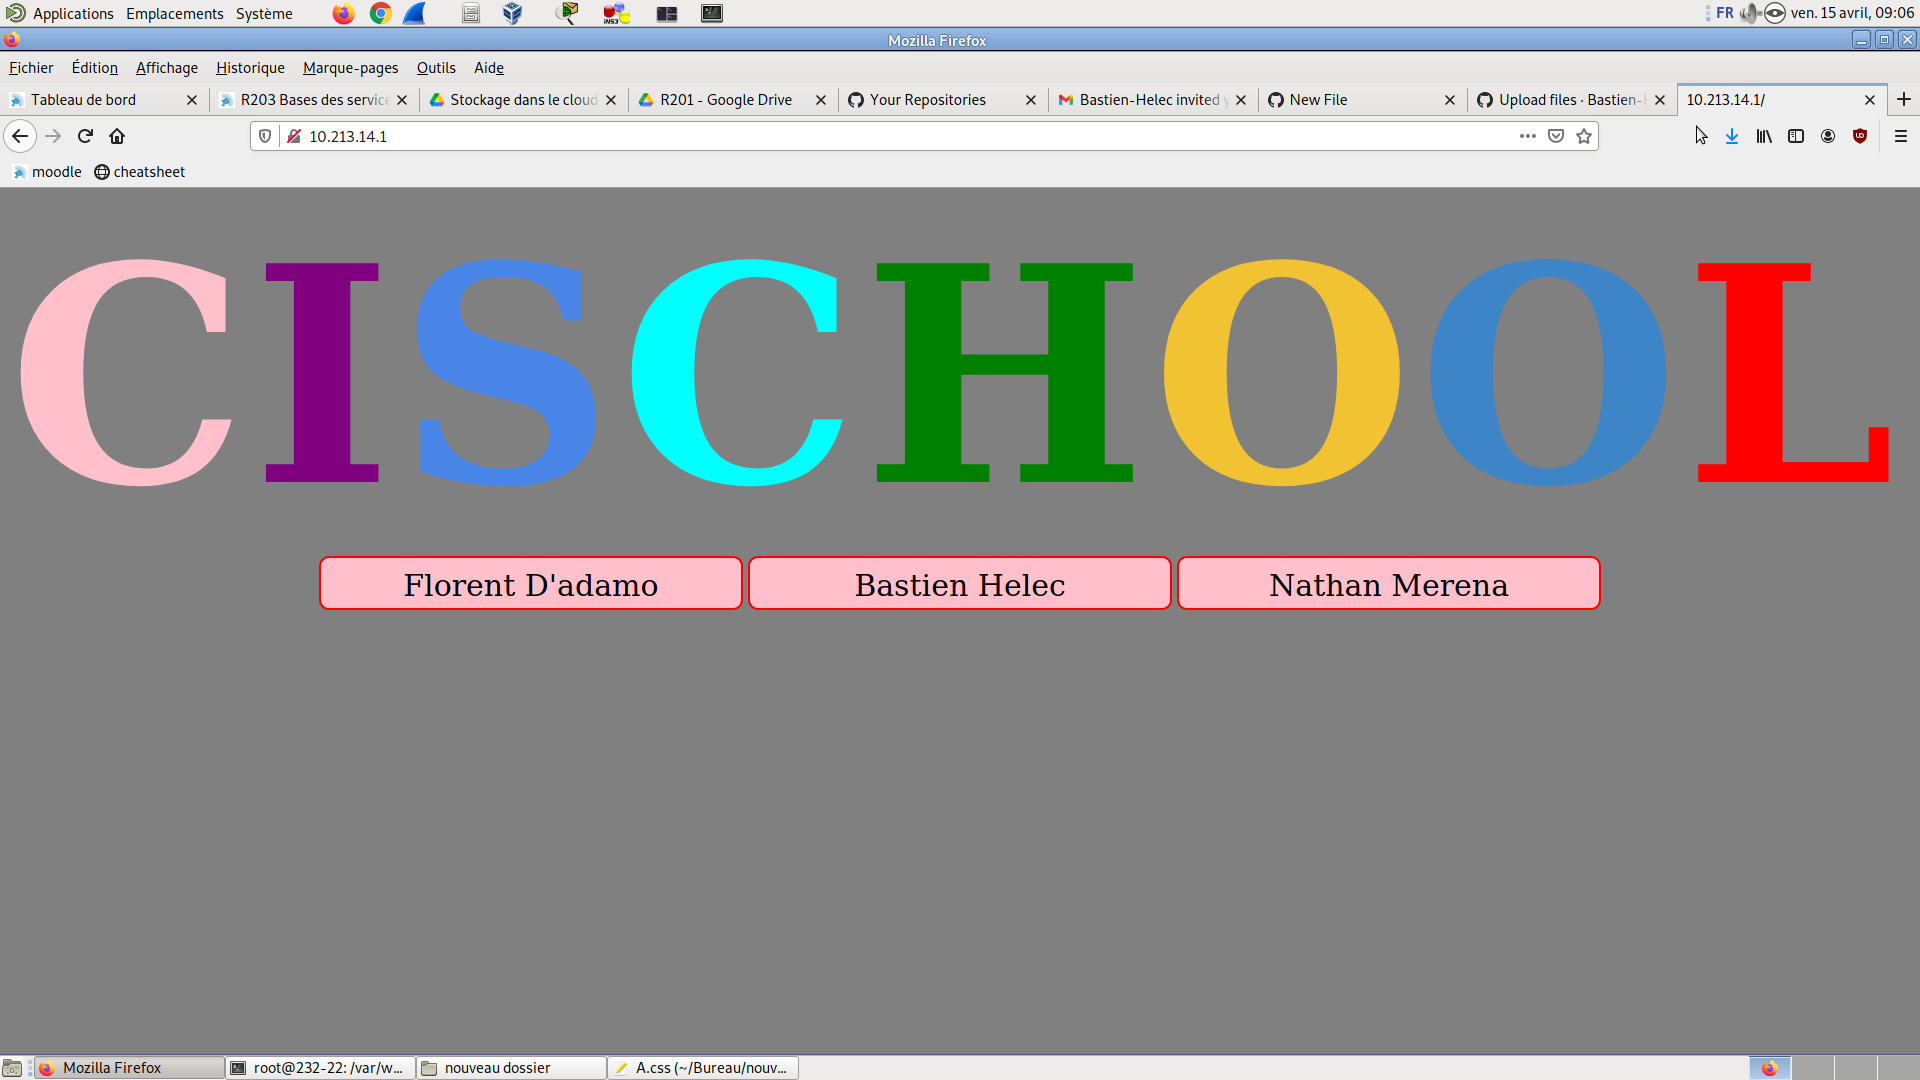 Applications Emplacements Système FR ven. 15 avril, 09:06
Mozilla Firefox
Fichier Édition Affichage Historique Marque-pages Outils Aide
Tableau de bord R203 Bases des service Stockage dans le cloud R201 - Google Drive Your Repositories Bastien-Helec invited y New File Upload files · Bastien-H 10.213.14.1/
10.213.14.1
moodle cheatsheet
CISCHOOL
Florent D'adamo Bastien Helec Nathan Merena
Mozilla Firefox root@232-22: /var/w... nouveau dossier A.css (~/Bureau/nouv...